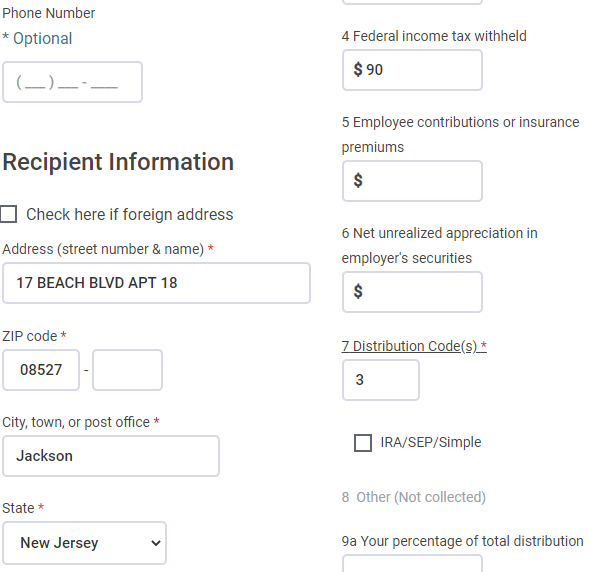 Phone Number
* Optional
(__)__-___
Recipient Information
Check here if foreign address
Address (street number & name) *
17 BEACH BLVD APT 18
ZIP code *
08527 -
City, town, or post office *
Jackson
State *
New Jersey
4 Federal income tax withheld
$ 90
5 Employee contributions or insurance
premiums
$
6 Net unrealized appreciation in
employer's securities
$
7 Distribution Code(s) *
3
IRA/SEP/Simple
8 Other (Not collected)
9a Your percentage of total distribution